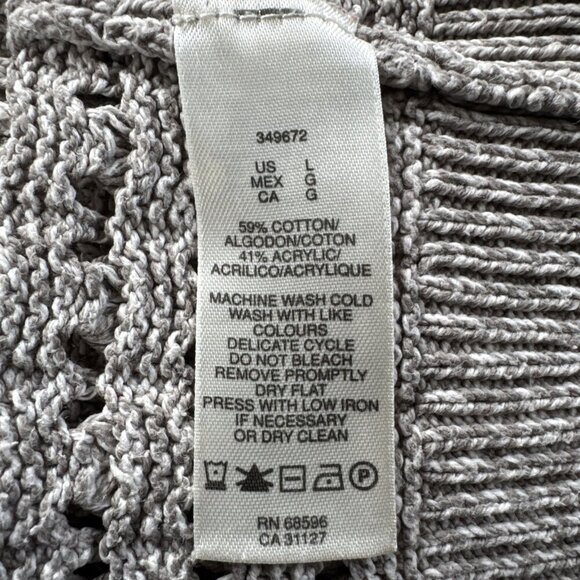 349672
US L
MEX G
CA G
59% COTTON/
ALGODON/COTON
41% ACRYLIC/
ACRILICO/ACRYLIQUE
MACHINE WASH COLD
WASH WITH LIKE
COLOURS
DELICATE CYCLE
DO NOT BLEACH
REMOVE PROMPTLY
DRY FLAT
PRESS WITH LOW IRON
IF NECESSARY
OR DRY CLEAN
P
RN 68596
CA 31127